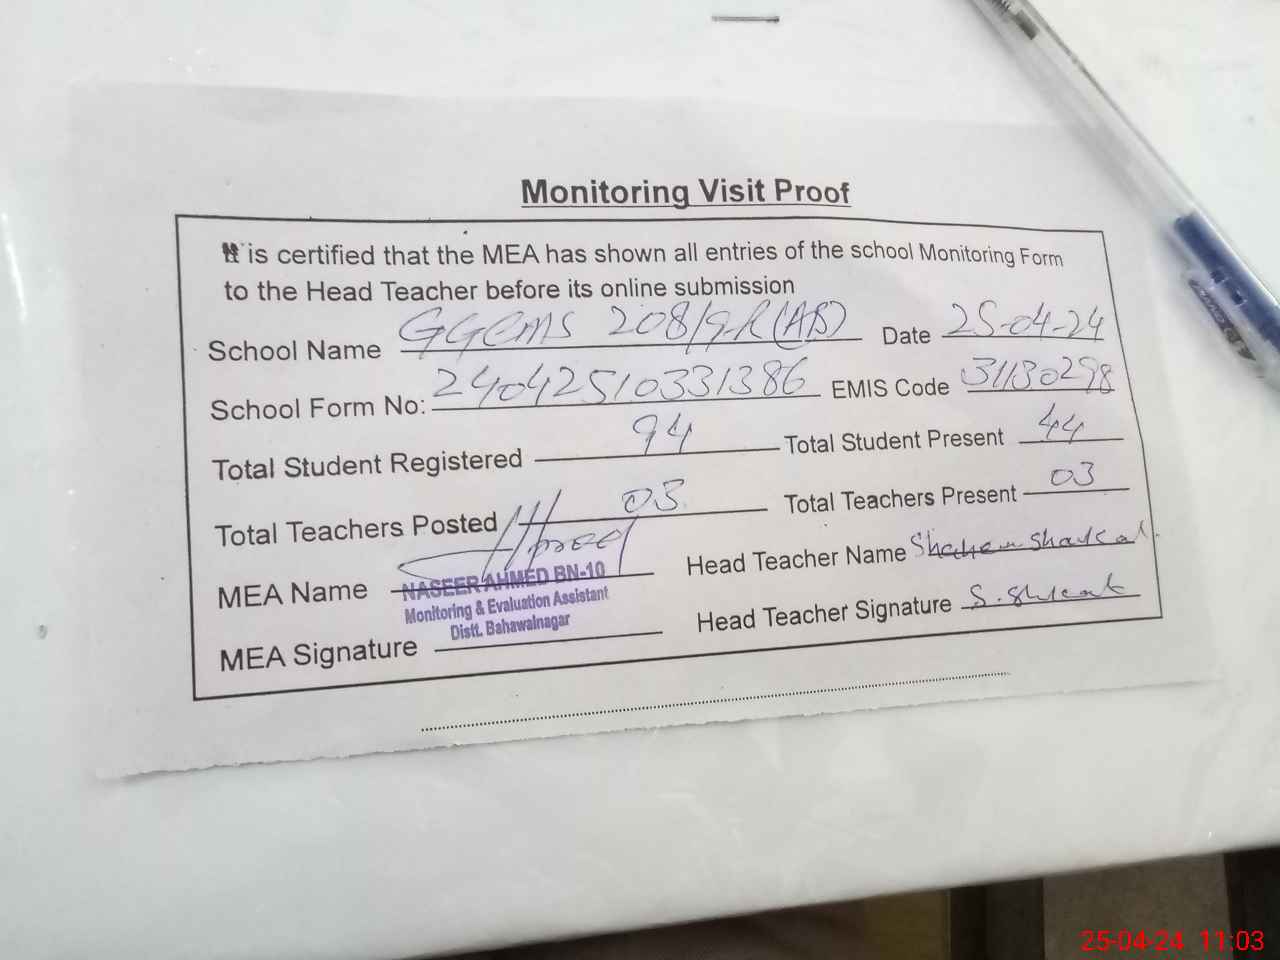 Monitoring Visit Proof
It is certified that the MEA has shown all entries of the school Monitoring Form
to the Head Teacher before its online submission
School Name GGCMS 208/9R(AB) Date 25-04-24
School Form No: 24042510331386 EMIS Code 31130298
Total Student Registered 94 Total Student Present 44
Total Teachers Posted 03 Total Teachers Present 03
MEA Name Head Teacher Name
NASEER AHMED BN-10
Monitoring & Evaluation Assistant
Distt. Bahawalnagar
MEA Signature Head Teacher Signature
25-04-24 11:03